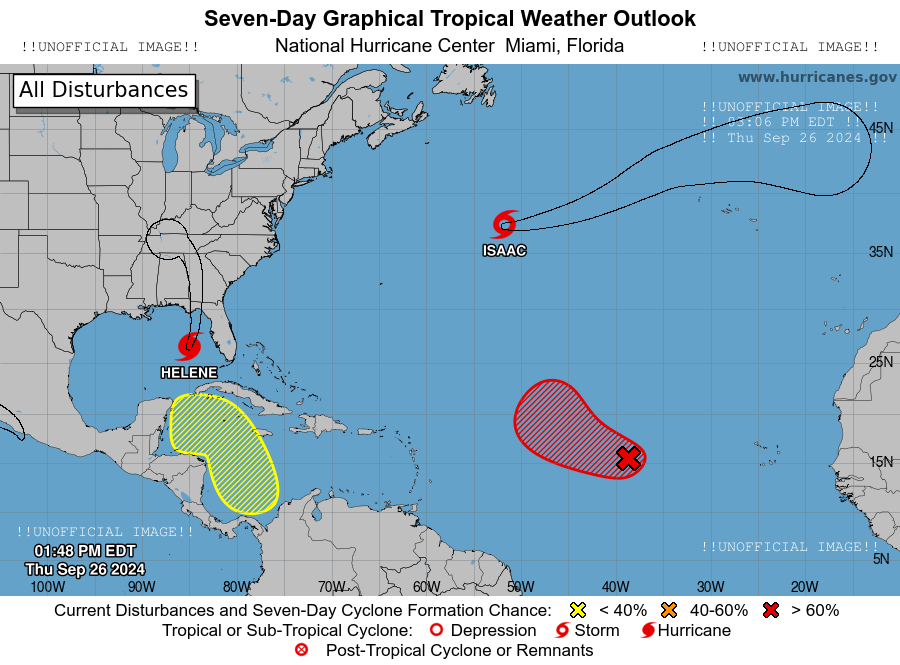 Seven-Day Graphical Tropical Weather Outlook
!!UNOFFICIAL IMAGE!! National Hurricane Center Miami, Florida !!UNOFFICIAL IMAGE!!
www.hurricanes.gov
All Disturbances
!!UNOFFICIAL IMAGE!!
!! 03:06 PM EDT !!
45N
!! Thu Sep 26 2024 !!
ISAAC
35N
HELENE
25N
15N
!!UNOFFICIAL IMAGE!!
01:48 PM EDT
!!UNOFFICIAL IMAGE!!
5N
Thu Sep 26 2024
100W 90W 80W 70W 60W 50W 40W 30W 20W
Current Disturbances and Seven-Day Cyclone Formation Chance: < 40% 40-60% > 60%
Tropical or Sub-Tropical Cyclone: Depression Storm Hurricane
Post-Tropical Cyclone or Remnants